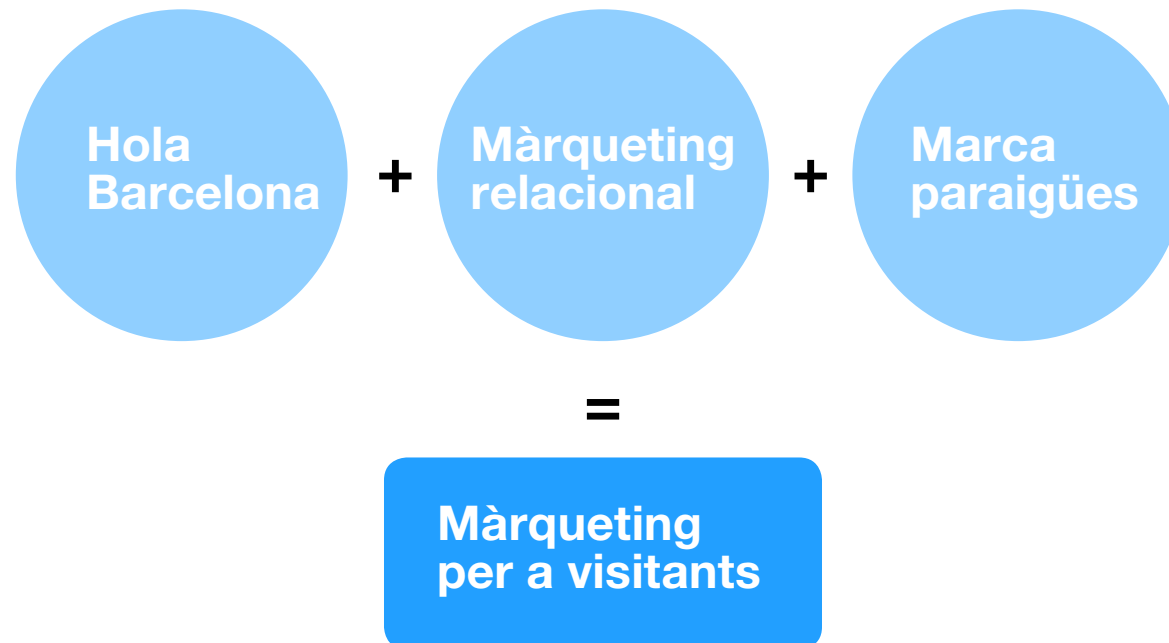 Hola
Barcelona
+
Màrqueting
relacional
+
Marca
paraigües
=
Màrqueting
per a visitants